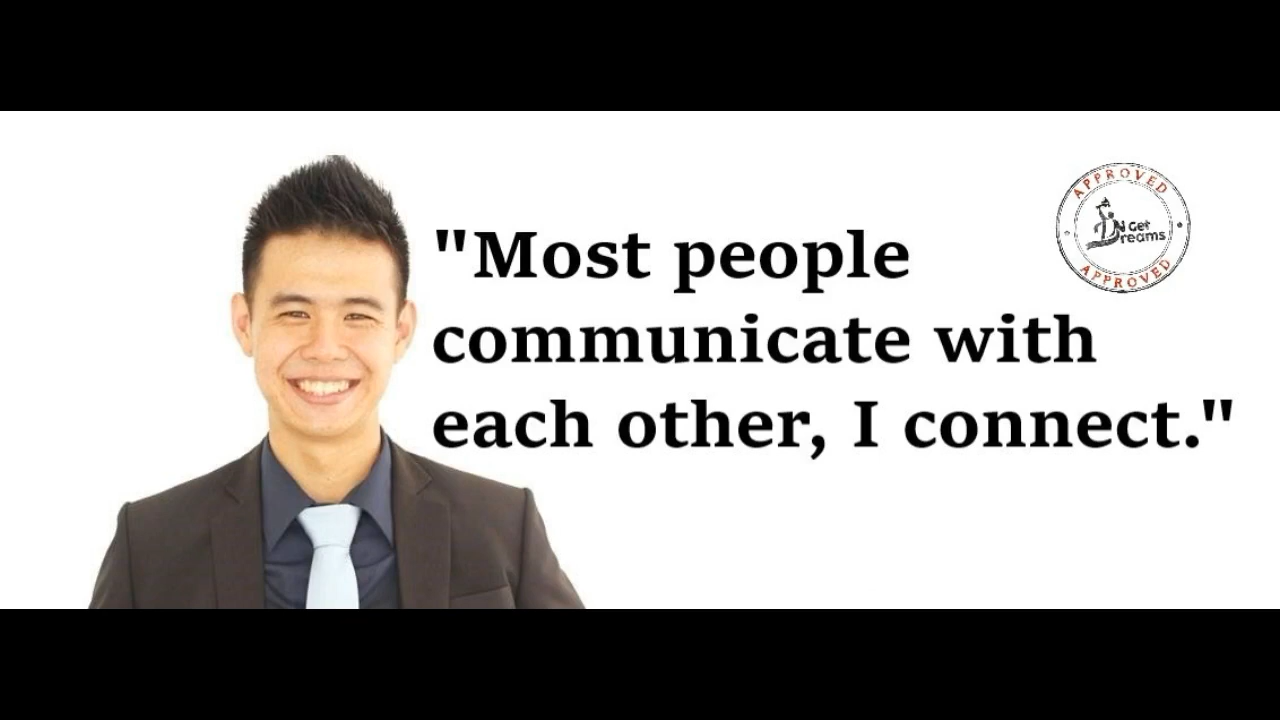 "Most people
communicate with
each other, I connect."
APPROVED
Get
Dreams
APPROVED